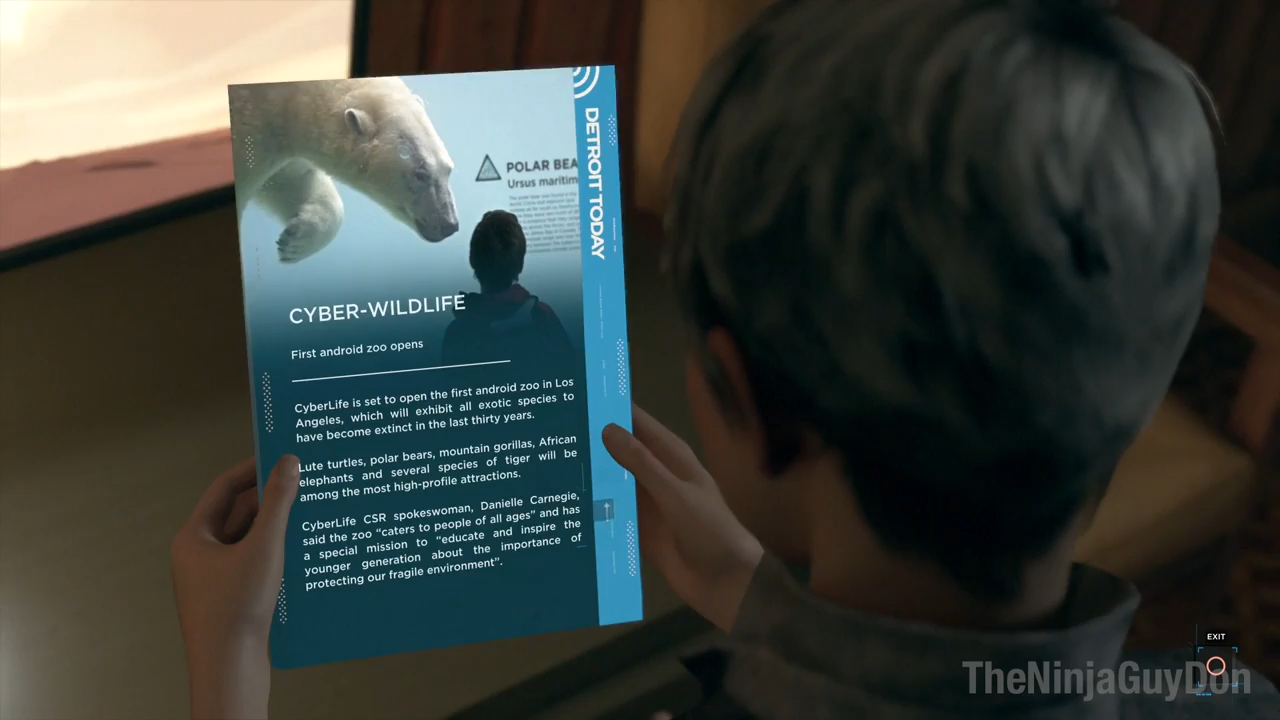 DETROIT TODAY
POLAR BEA
Ursus maritim
CYBER-WILDLIFE
First android zoo opens
CyberLife is set to open the first android zoo in Los
Angeles, which will exhibit all exotic species to
have become extinct in the last thirty years.
Lute turtles, polar bears, mountain gorillas, African
elephants and several species of tiger will be
among the most high-profile attractions.
CyberLife CSR spokeswoman, Danielle Carnegie,
said the zoo “caters to people of all ages” and has
a special mission to “educate and inspire the
younger generation about the importance of
protecting our fragile environment”.
EXIT
TheNinjaGuyDoh